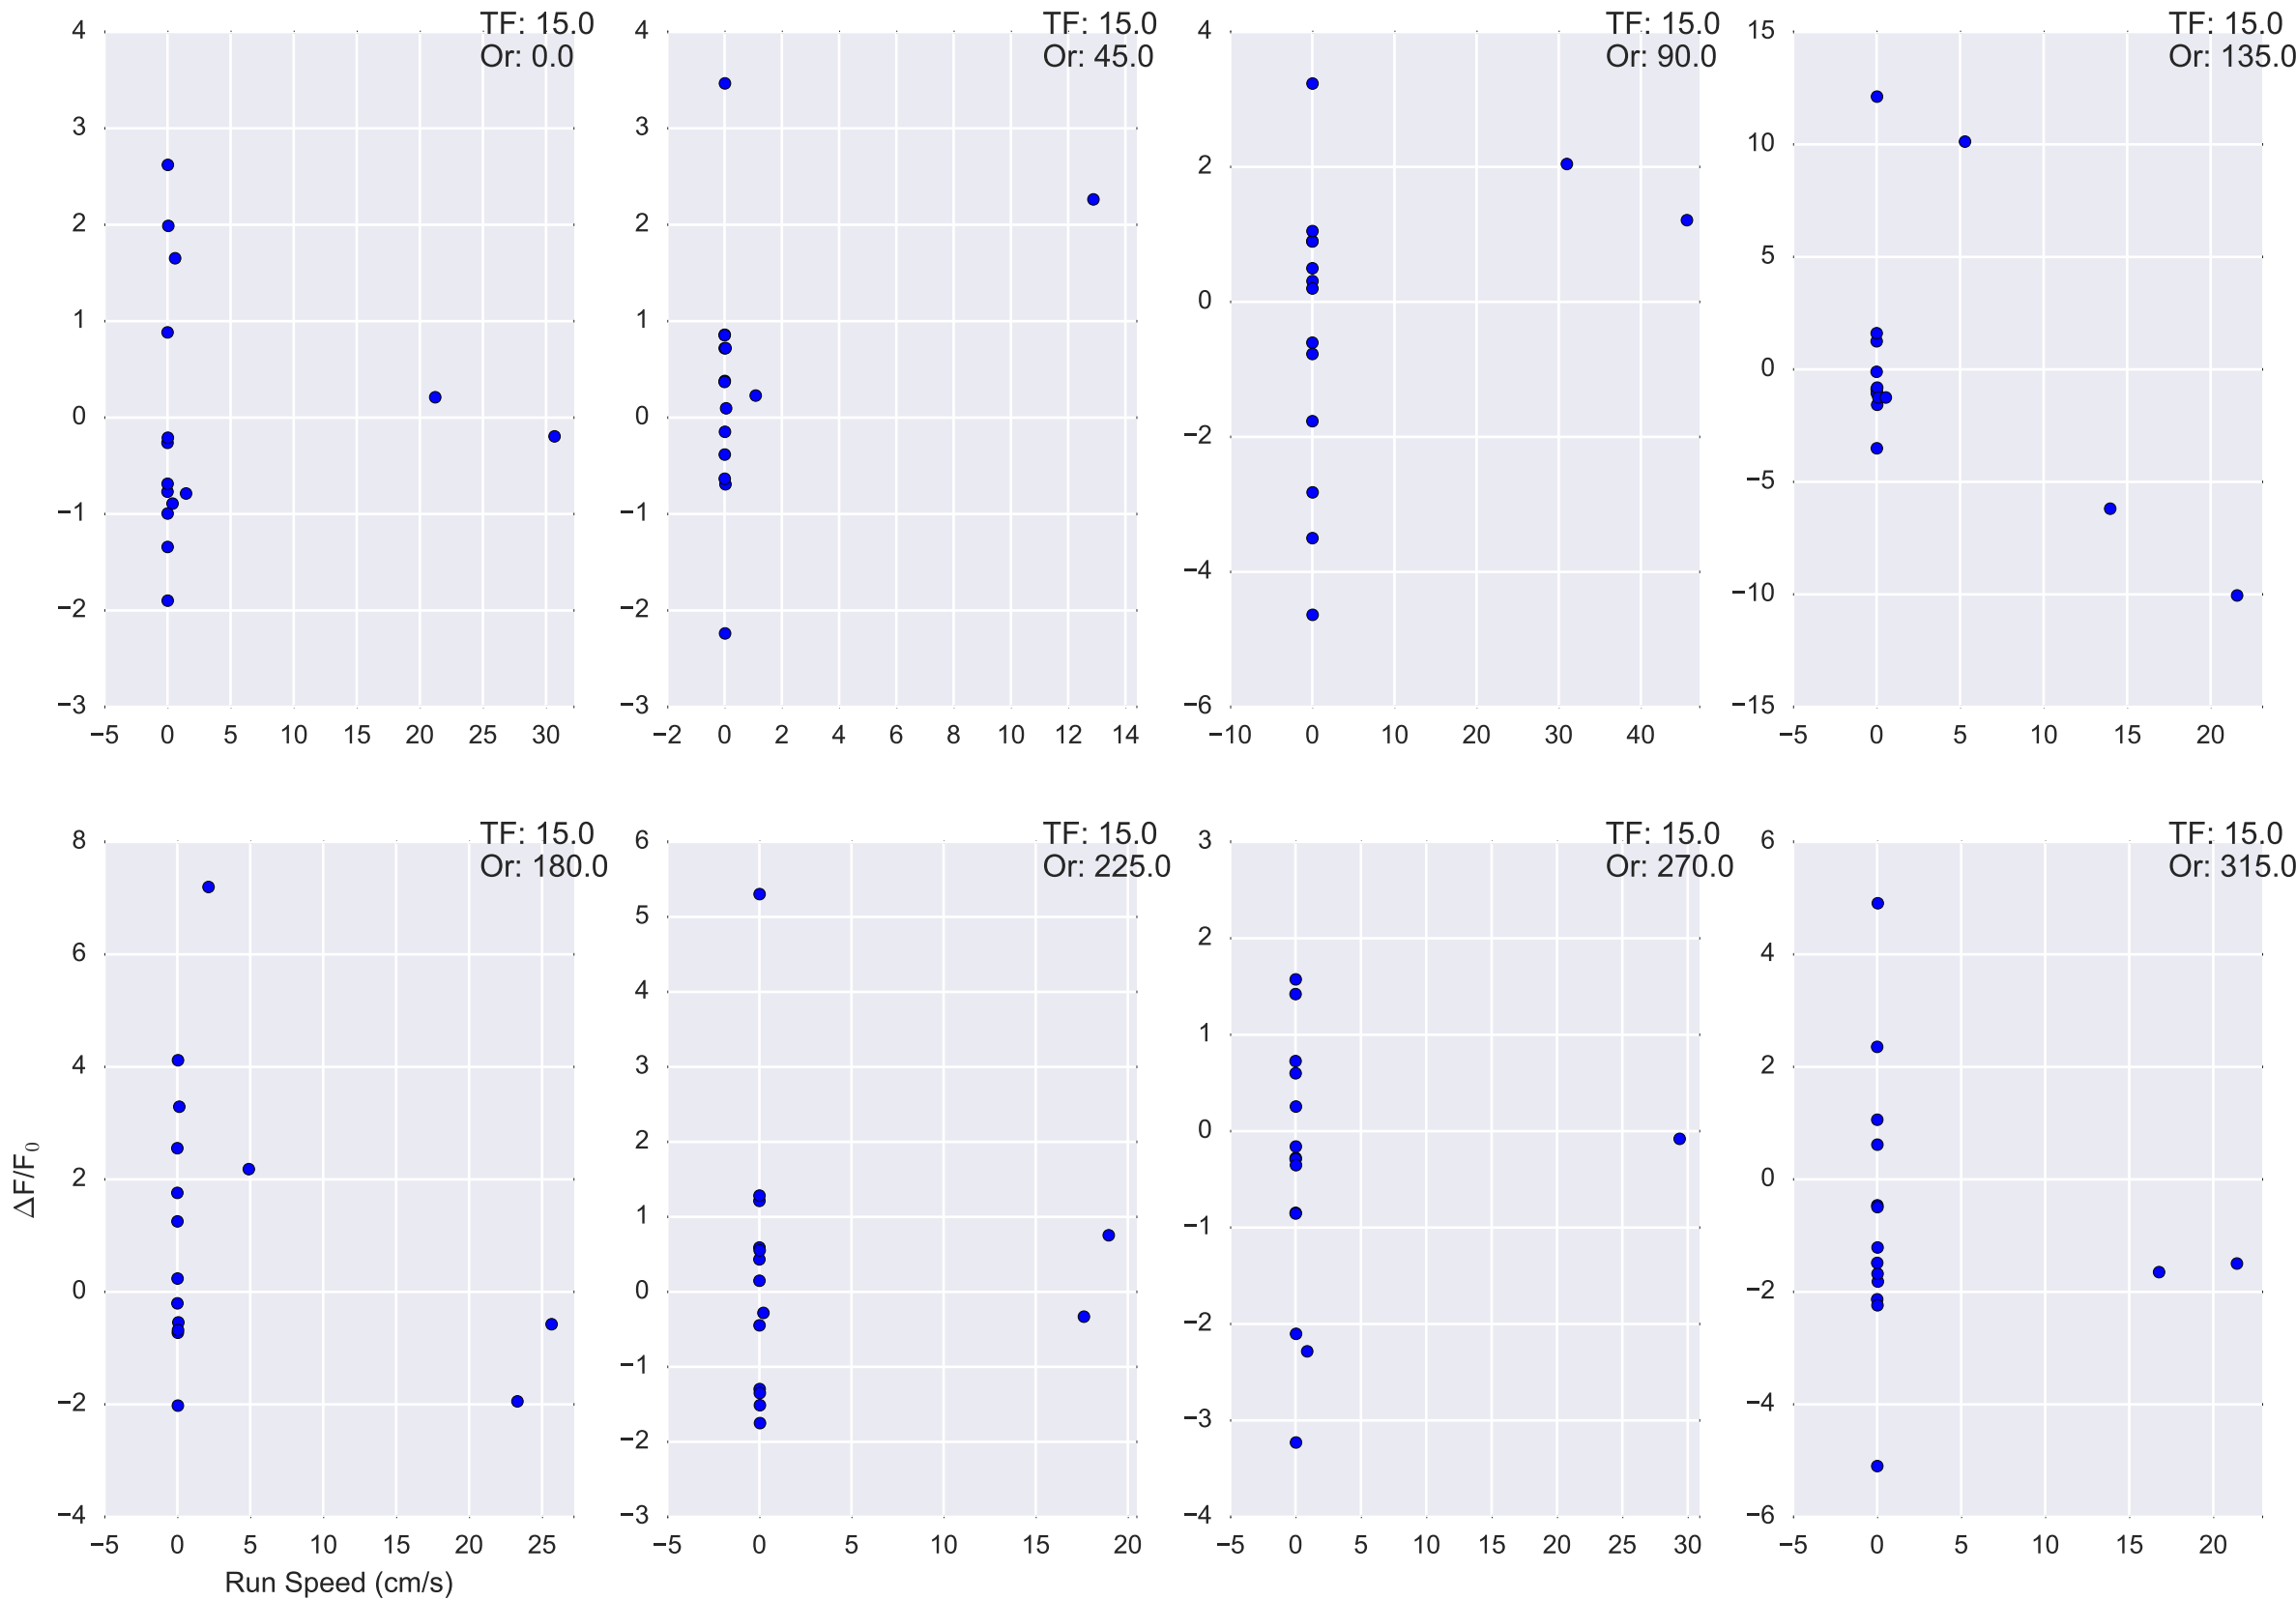 TF: 15.0
Or: 0.0
4
3
2
1
0
−1
−2
−3
−5 0 5 10 15 20 25 30
TF: 15.0
Or: 45.0
4
3
2
1
0
−1
−2
−3
−2 0 2 4 6 8 10 12 14
TF: 15.0
Or: 90.0
4
2
0
−2
−4
−6
−10 0 10 20 30 40
TF: 15.0
Or: 135.0
15
10
5
0
−5
−10
−15
−5 0 5 10 15 20
TF: 15.0
Or: 180.0
8
6
4
2
0
−2
−4
−5 0 5 10 15 20 25
Run Speed (cm/s)
ΔF/F₀
TF: 15.0
Or: 225.0
6
5
4
3
2
1
0
−1
−2
−3
−5 0 5 10 15 20
TF: 15.0
Or: 270.0
3
2
1
0
−1
−2
−3
−4
−5 0 5 10 15 20 25 30
TF: 15.0
Or: 315.0
6
4
2
0
−2
−4
−6
−5 0 5 10 15 20